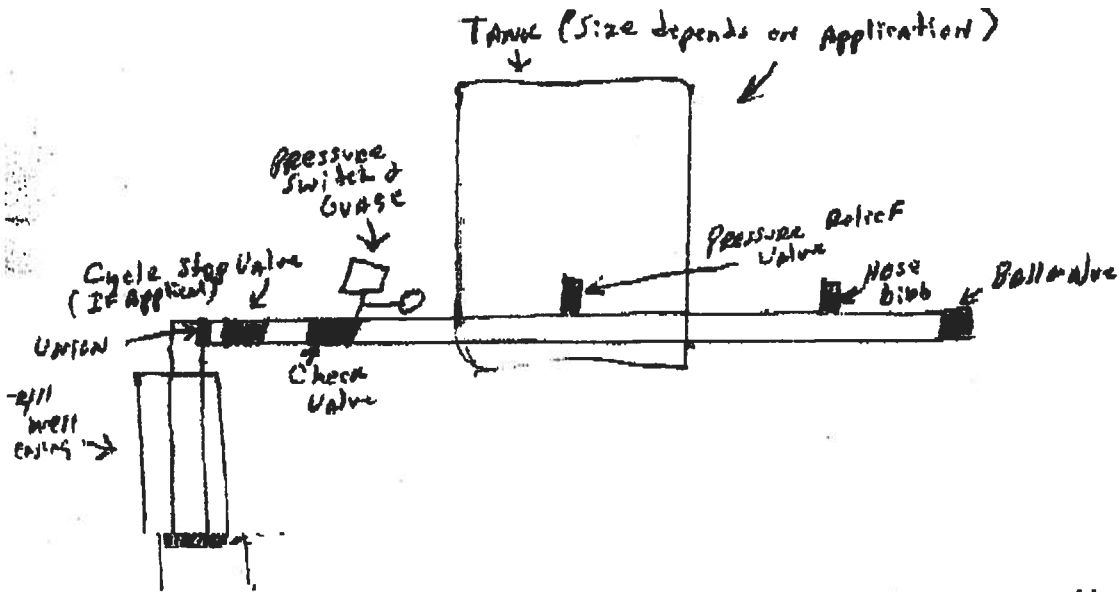 TANK (Size depends on Application)
Pressure
Switch &
GUAGE
Pressure Relief
Valve
Cycle Stop Valve
(If Applical)
Hose
bibb
Ball valve
UNION
Check
Valve
well
casing